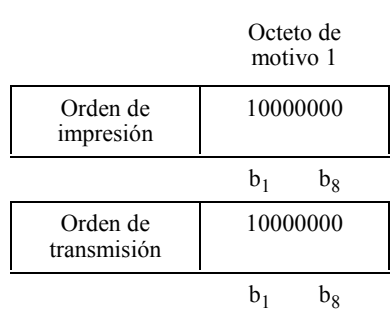 Octeto de
motivo 1
Orden de
impresión
10000000
b₁ b₈
Orden de
transmisión
10000000
b₁ b₈